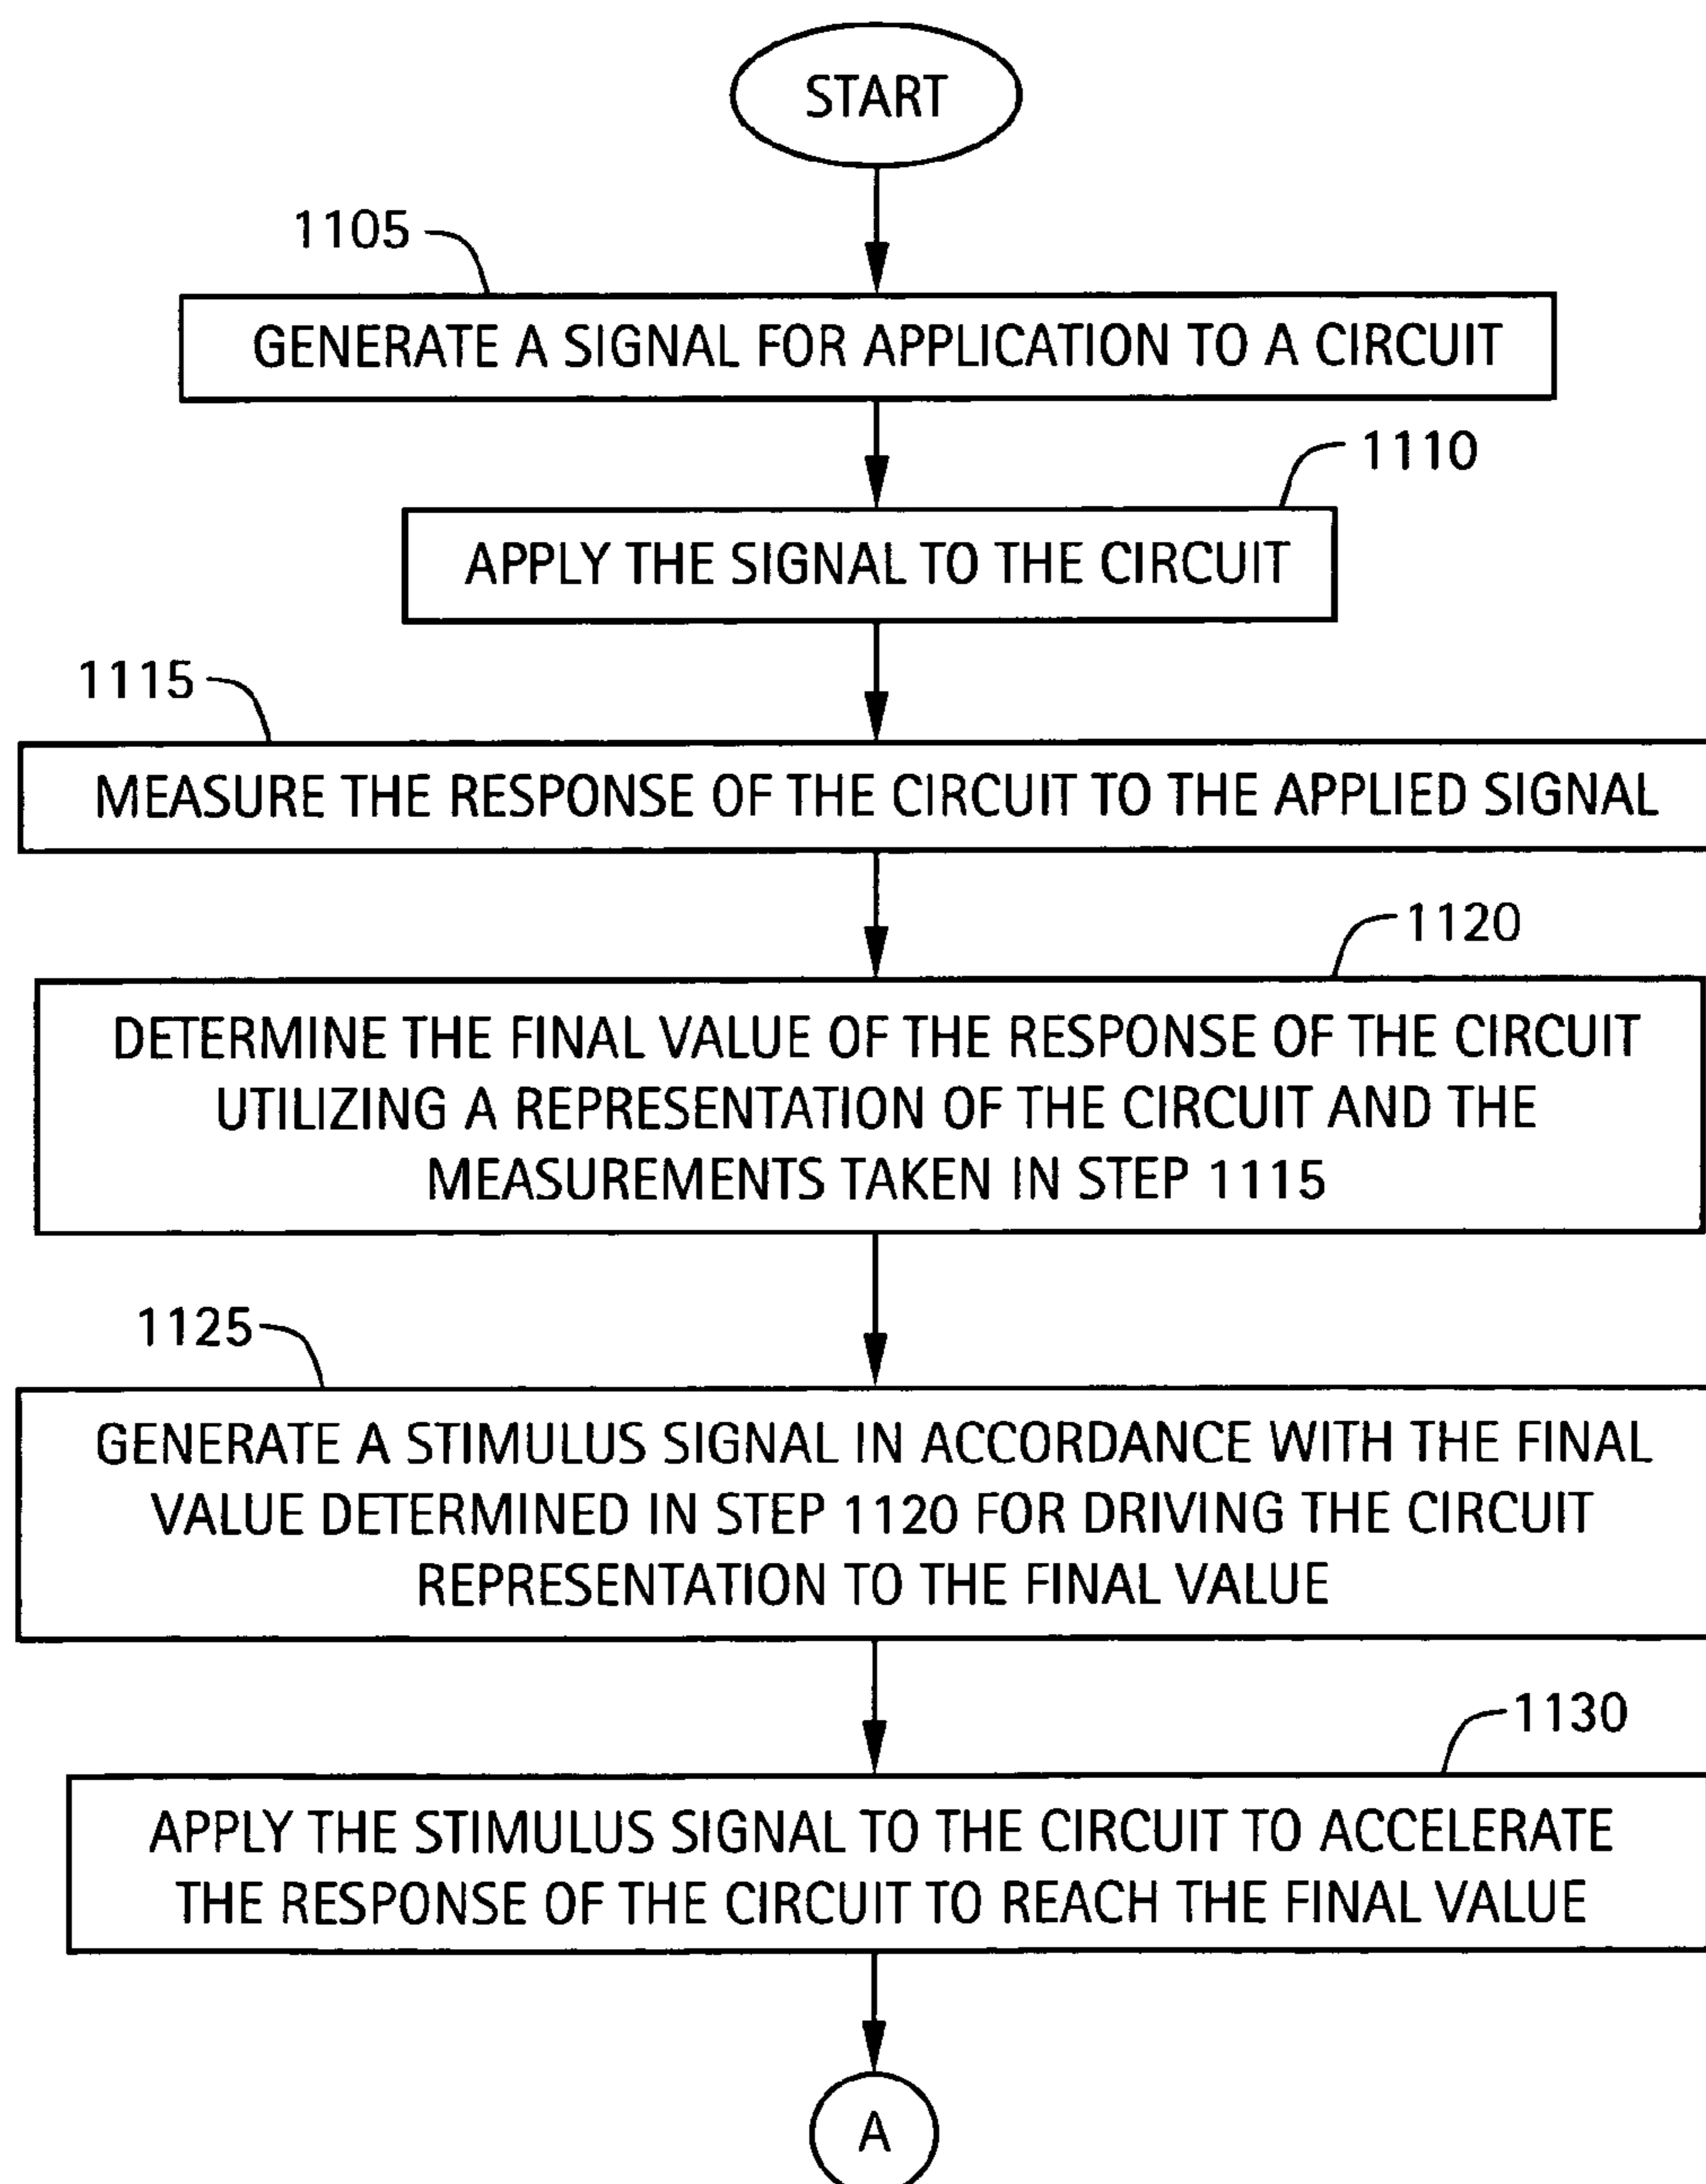 START
1105
GENERATE A SIGNAL FOR APPLICATION TO A CIRCUIT
1110
APPLY THE SIGNAL TO THE CIRCUIT
1115
MEASURE THE RESPONSE OF THE CIRCUIT TO THE APPLIED SIGNAL
1120
DETERMINE THE FINAL VALUE OF THE RESPONSE OF THE CIRCUIT
UTILIZING A REPRESENTATION OF THE CIRCUIT AND THE
MEASUREMENTS TAKEN IN STEP 1115
1125
GENERATE A STIMULUS SIGNAL IN ACCORDANCE WITH THE FINAL
VALUE DETERMINED IN STEP 1120 FOR DRIVING THE CIRCUIT
REPRESENTATION TO THE FINAL VALUE
1130
APPLY THE STIMULUS SIGNAL TO THE CIRCUIT TO ACCELERATE
THE RESPONSE OF THE CIRCUIT TO REACH THE FINAL VALUE
A